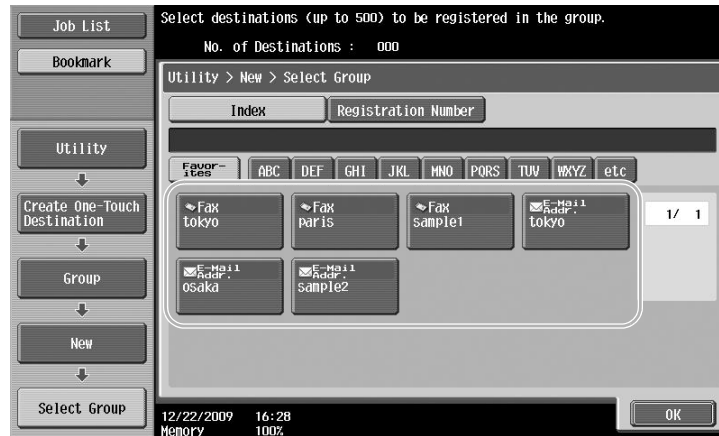 Job List
Bookmark
Utility
Create One-Touch
Destination
Group
New
Select Group
Select destinations (up to 500) to be registered in the group.
No. of Destinations : 000
Utility > New > Select Group
Index
Registration Number
Favor-
ites
ABC
DEF
GHI
JKL
MNO
PQRS
TUV
WXYZ
etc
Fax
tokyo
Fax
paris
Fax
sample1
E-Mail
Addr.
tokyo
1/ 1
E-Mail
Addr.
osaka
E-Mail
Addr.
sample2
12/22/2009 16:28
Memory 100%
OK